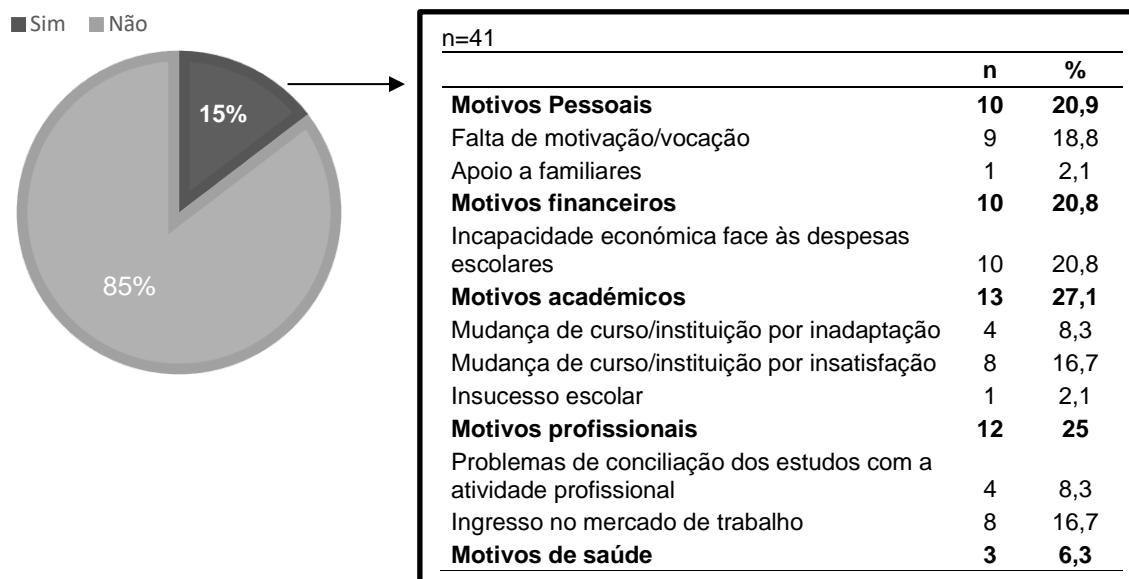 Sim Não
15%
85%
n=41
n %
Motivos Pessoais 10 20,9
Falta de motivação/vocação 9 18,8
Apoio a familiares 1 2,1
Motivos financeiros 10 20,8
Incapacidade económica face às despesas
escolares 10 20,8
Motivos académicos 13 27,1
Mudança de curso/instituição por inadaptação 4 8,3
Mudança de curso/instituição por insatisfação 8 16,7
Insucesso escolar 1 2,1
Motivos profissionais 12 25
Problemas de conciliação dos estudos com a
atividade profissional 4 8,3
Ingresso no mercado de trabalho 8 16,7
Motivos de saúde 3 6,3